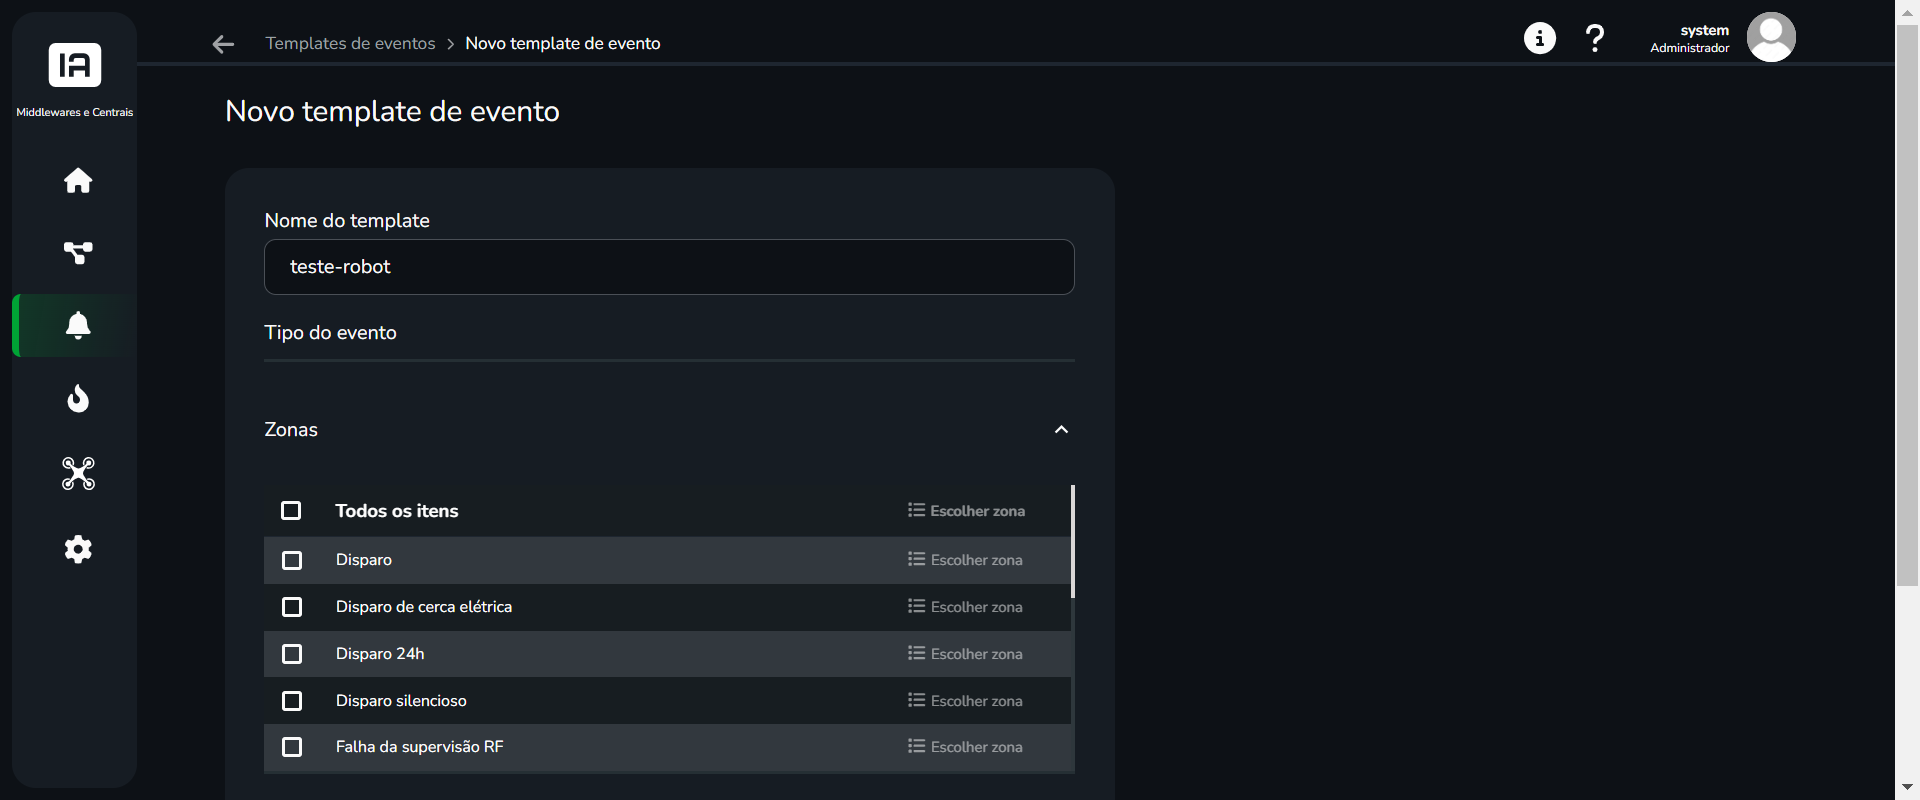 IA
Middlewares e Centrais
Templates de eventos > Novo template de evento
system
Administrador
Novo template de evento
Nome do template
teste-robot
Tipo do evento
Zonas
Todos os itens Escolher zona
Disparo Escolher zona
Disparo de cerca elétrica Escolher zona
Disparo 24h Escolher zona
Disparo silencioso Escolher zona
Falha da supervisão RF Escolher zona